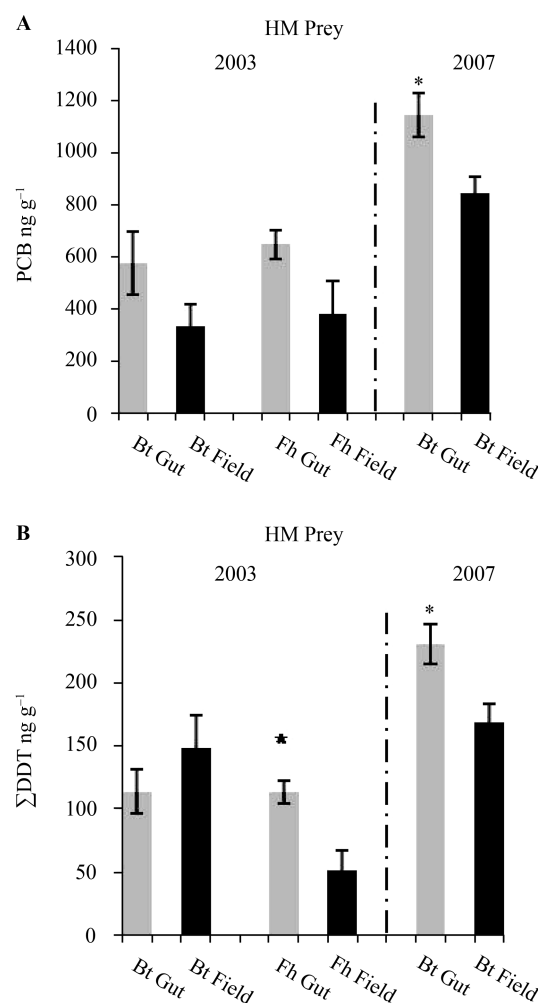 A
HM Prey
2003 2007
PCB ng g⁻¹
1400
1200
1000
800
600
400
200
0
*
Bt Gut Bt Field Fh Gut Fh Field Bt Gut Bt Field
B
HM Prey
2003 2007
∑DDT ng g⁻¹
300
250
200
150
100
50
0
*
*
Bt Gut Bt Field Fh Gut Fh Field Bt Gut Bt Field